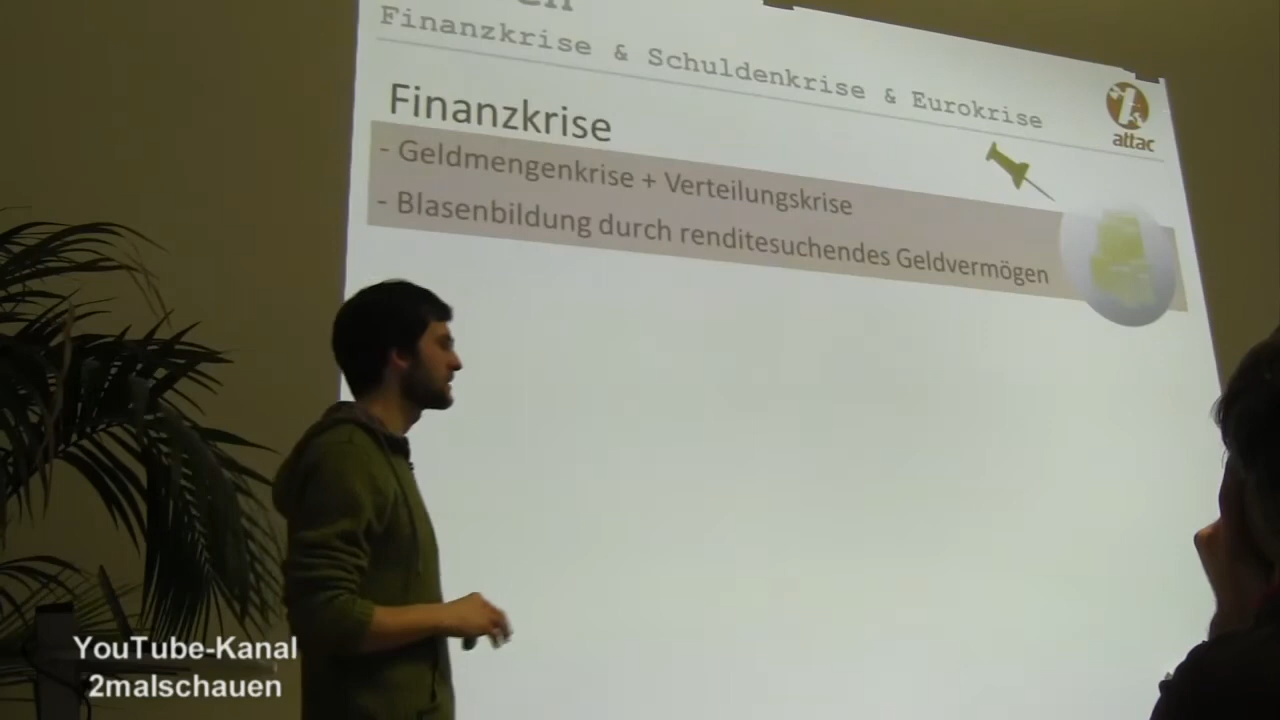 Finanzkrise & Schuldenkrise & Eurokrise
attac
Finanzkrise
- Geldmengenkrise + Verteilungskrise
- Blasenbildung durch renditesuchendes Geldvermögen
YouTube-Kanal
2malschauen